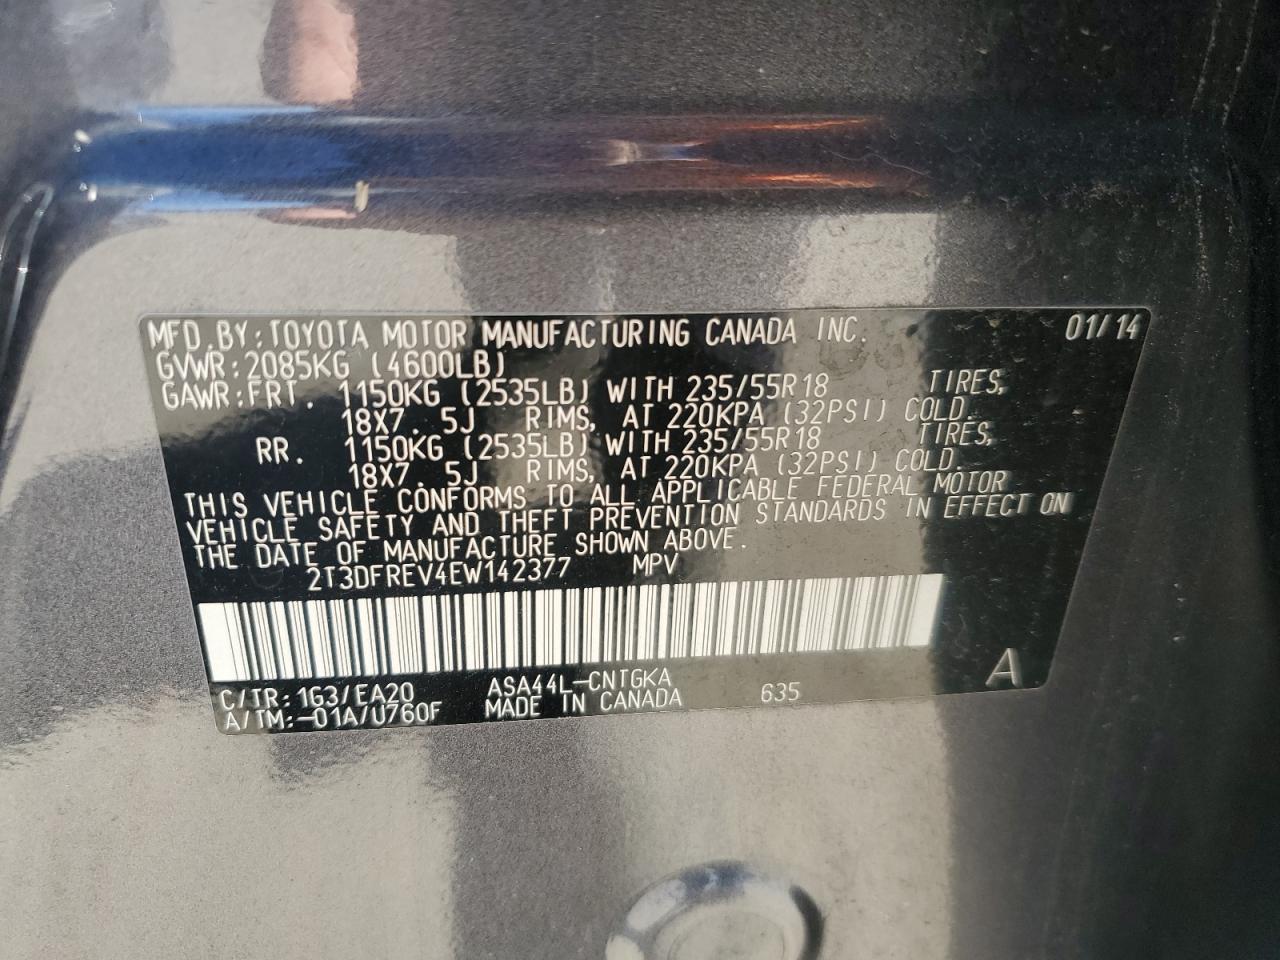 MFD. BY: TOYOTA MOTOR MANUFACTURING CANADA INC. 01/14
GVWR: 2085KG (4600LB)
GAWR: FRT. 1150KG (2535LB) WITH 235/55R18 TIRES,
18X7. 5J RIMS, AT 220KPA (32PSI) COLD.
RR. 1150KG (2535LB) WITH 235/55R18 TIRES,
18X7. 5J RIMS, AT 220KPA (32PSI) COLD.
THIS VEHICLE CONFORMS TO ALL APPLICABLE FEDERAL MOTOR
VEHICLE SAFETY AND THEFT PREVENTION STANDARDS IN EFFECT ON
THE DATE OF MANUFACTURE SHOWN ABOVE.
2T3DFREV4EW142377 MPV
A
C/TR: 1G3/EA20 ASA44L-CNTGKA 635
A/TM:-01A/U760F MADE IN CANADA